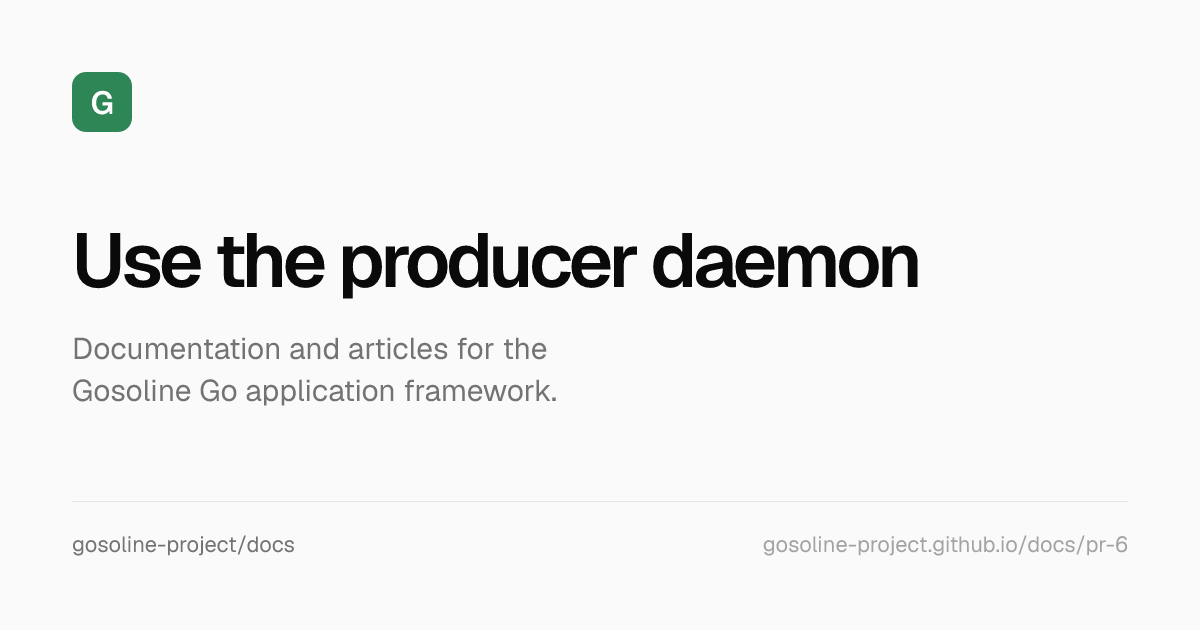 G
Use the producer daemon
Documentation and articles for the
Gosoline Go application framework.
gosoline-project/docs
gosoline-project.github.io/docs/pr-6